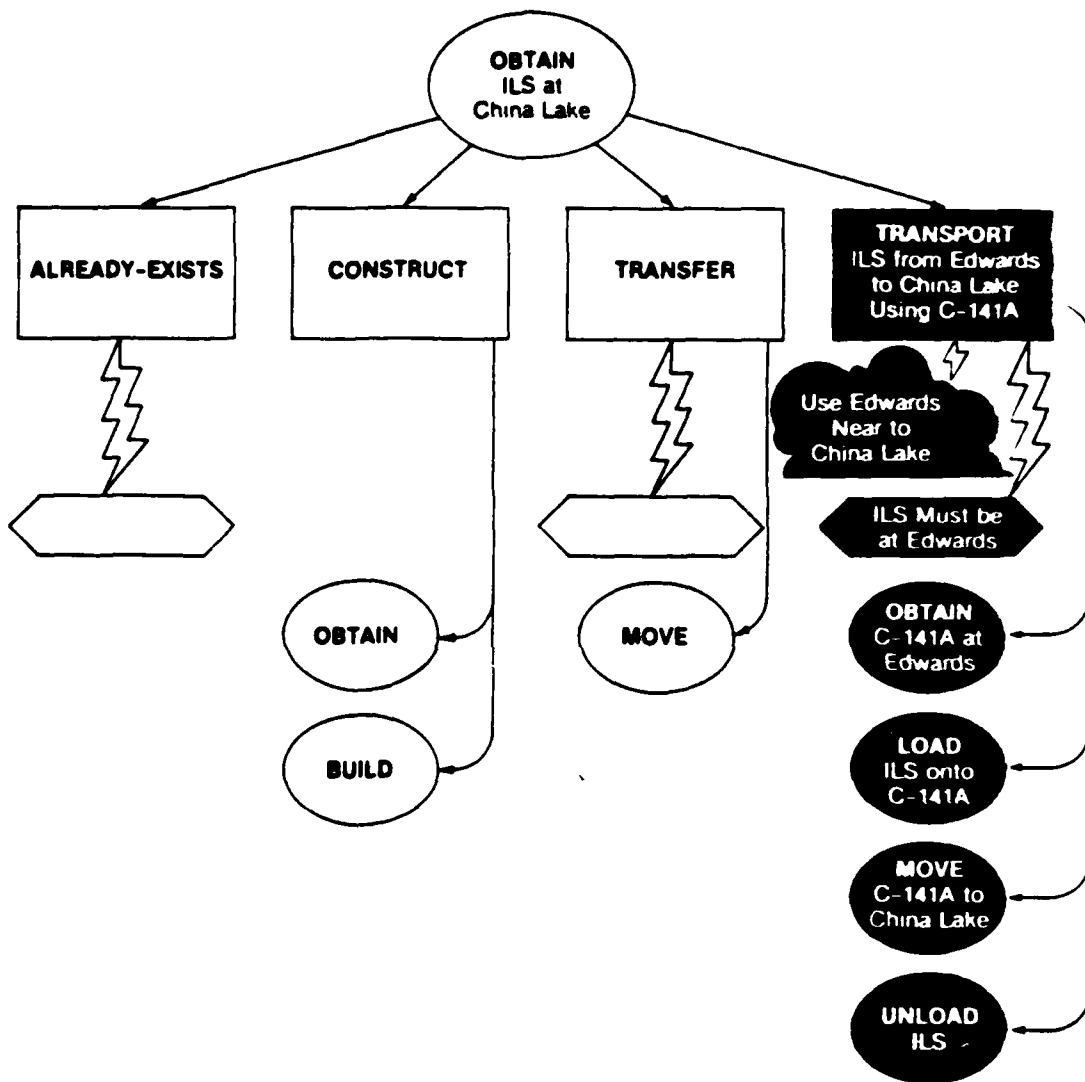 OBTAIN
ILS at
China Lake
ALREADY-EXISTS
CONSTRUCT
TRANSFER
TRANSPORT
ILS from Edwards
to China Lake
Using C-141A
Use Edwards
Near to
China Lake
ILS Must be
at Edwards
OBTAIN
MOVE
OBTAIN
C-141A at
Edwards
BUILD
LOAD
ILS onto
C-141A
MOVE
C-141A to
China Lake
UNLOAD
ILS